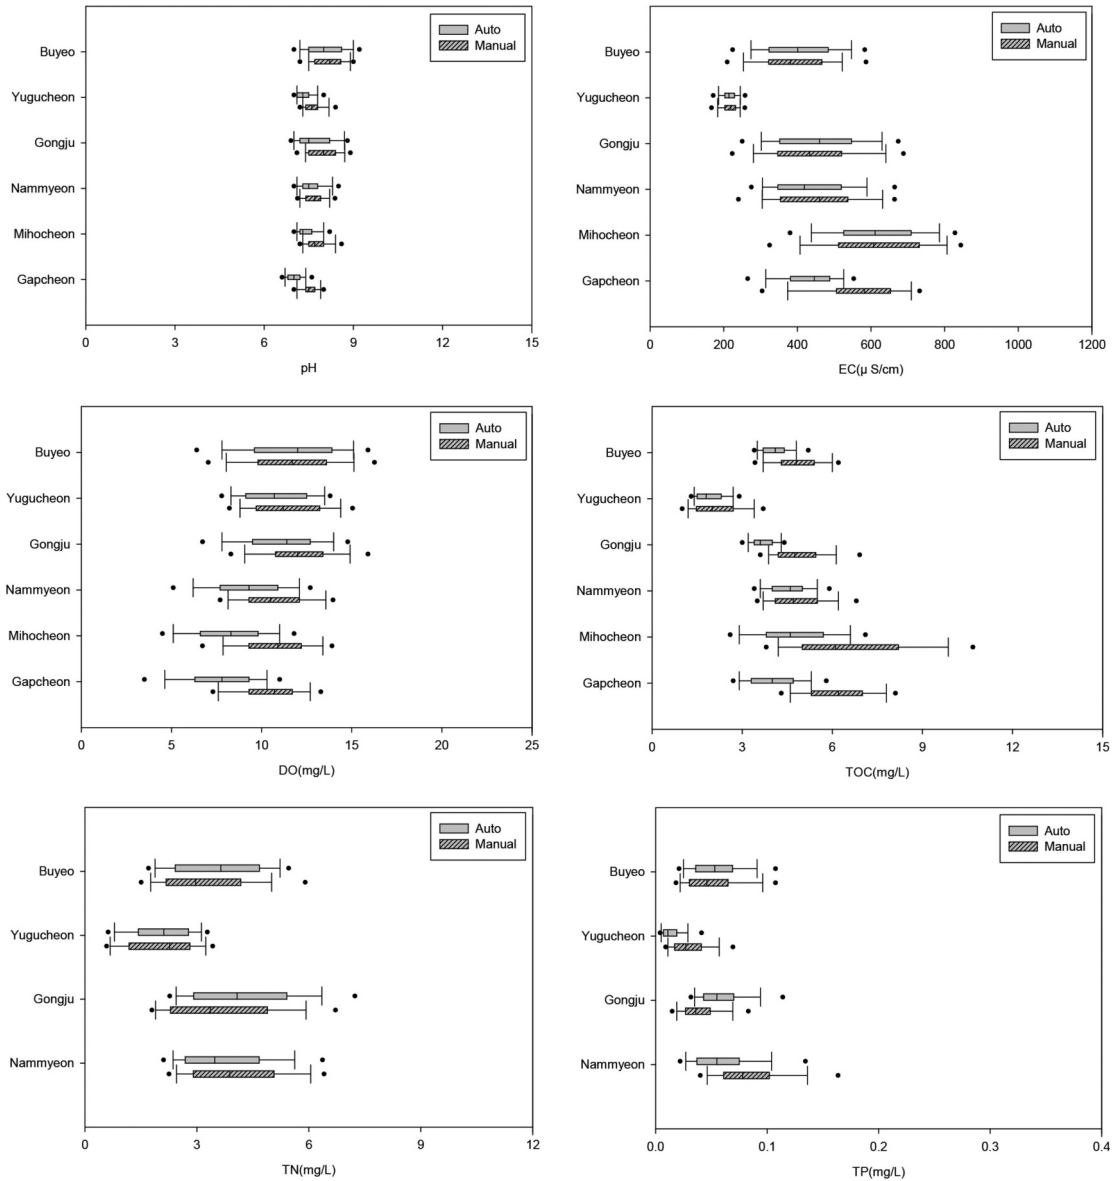 Auto
Manual
Buyeo
Yugucheon
Gongju
Nammyeon
Mihocheon
Gapcheon
0 3 6 9 12 15
pH
Auto
Manual
Buyeo
Yugucheon
Gongju
Nammyeon
Mihocheon
Gapcheon
0 200 400 600 800 1000 1200
EC(μ S/cm)
Auto
Manual
Buyeo
Yugucheon
Gongju
Nammyeon
Mihocheon
Gapcheon
0 5 10 15 20 25
DO(mg/L)
Auto
Manual
Buyeo
Yugucheon
Gongju
Nammyeon
Mihocheon
Gapcheon
0 3 6 9 12 15
TOC(mg/L)
Auto
Manual
Buyeo
Yugucheon
Gongju
Nammyeon
0 3 6 9 12
TN(mg/L)
Auto
Manual
Buyeo
Yugucheon
Gongju
Nammyeon
0.0 0.1 0.2 0.3 0.4
TP(mg/L)